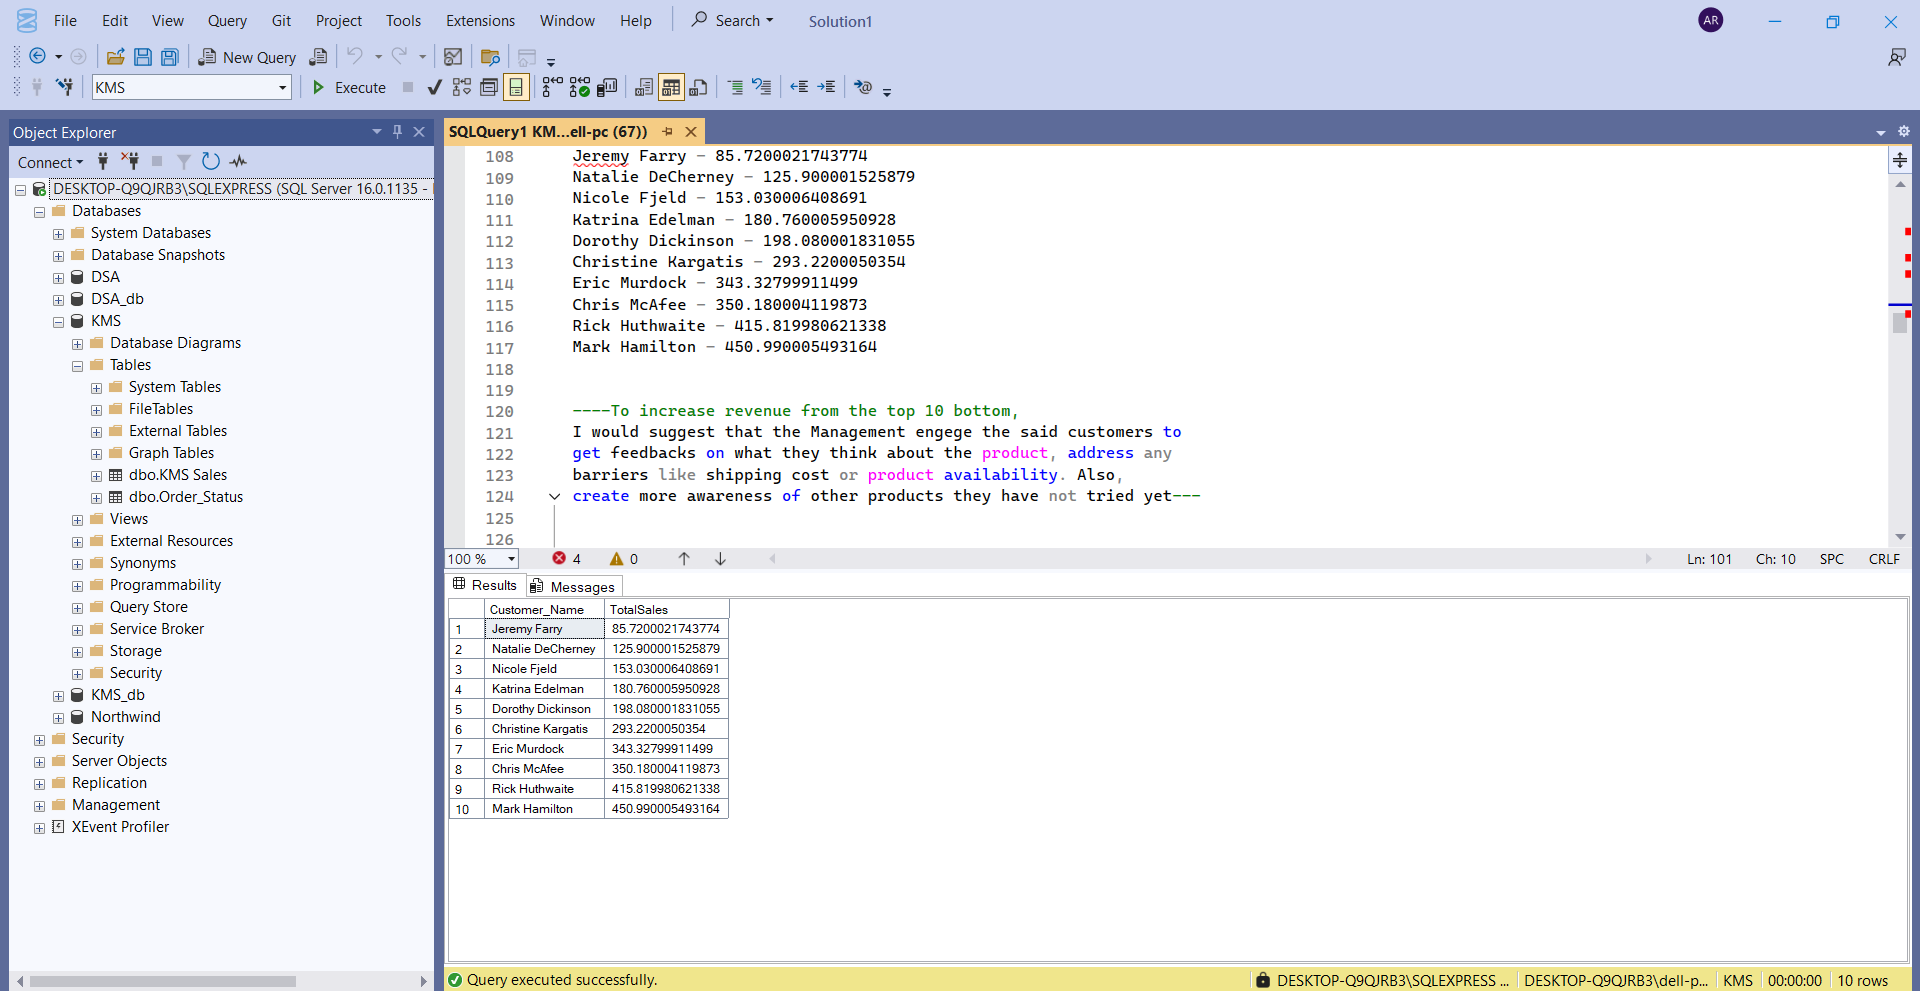 File Edit View Query Git Project Tools Extensions Window Help Search Solution1 AR
New Query
KMS Execute
Object Explorer
Connect
DESKTOP-Q9QJRB3\SQLEXPRESS (SQL Server 16.0.1135 -
Databases
System Databases
Database Snapshots
DSA
DSA_db
KMS
Database Diagrams
Tables
System Tables
FileTables
External Tables
Graph Tables
dbo.KMS Sales
dbo.Order_Status
Views
External Resources
Synonyms
Programmability
Query Store
Service Broker
Storage
Security
KMS_db
Northwind
Security
Server Objects
Replication
Management
XEvent Profiler
SQLQuery1 KM...ell-pc (67))
108 Jeremy Farry - 85.7200021743774
109 Natalie DeCherney - 125.900001525879
110 Nicole Fjeld - 153.030006408691
111 Katrina Edelman - 180.760005950928
112 Dorothy Dickinson - 198.080001831055
113 Christine Kargatis - 293.2200050354
114 Eric Murdock - 343.32799911499
115 Chris McAfee - 350.180004119873
116 Rick Huthwaite - 415.819980621338
117 Mark Hamilton - 450.990005493164
118
119
120 ----To increase revenue from the top 10 bottom,
121 I would suggest that the Management engege the said customers to
122 get feedbacks on what they think about the product, address any
123 barriers like shipping cost or product availability. Also,
124 create more awareness of other products they have not tried yet---
125
126
100 % 4 0 Ln: 101 Ch: 10 SPC CRLF
Results Messages
Customer_Name TotalSales
1 Jeremy Farry 85.7200021743774
2 Natalie DeCherney 125.900001525879
3 Nicole Fjeld 153.030006408691
4 Katrina Edelman 180.760005950928
5 Dorothy Dickinson 198.080001831055
6 Christine Kargatis 293.2200050354
7 Eric Murdock 343.32799911499
8 Chris McAfee 350.180004119873
9 Rick Huthwaite 415.819980621338
10 Mark Hamilton 450.990005493164
Query executed successfully. DESKTOP-Q9QJRB3\SQLEXPRESS ... DESKTOP-Q9QJRB3\dell-p... KMS 00:00:00 10 rows